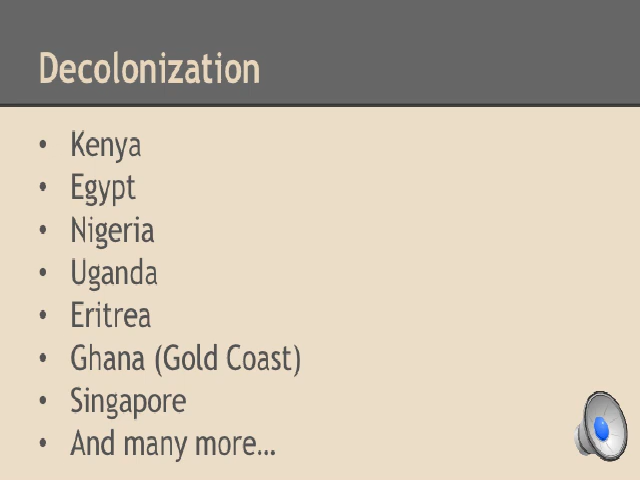 Decolonization
• Kenya
• Egypt
• Nigeria
• Uganda
• Eritrea
• Ghana (Gold Coast)
• Singapore
• And many more…